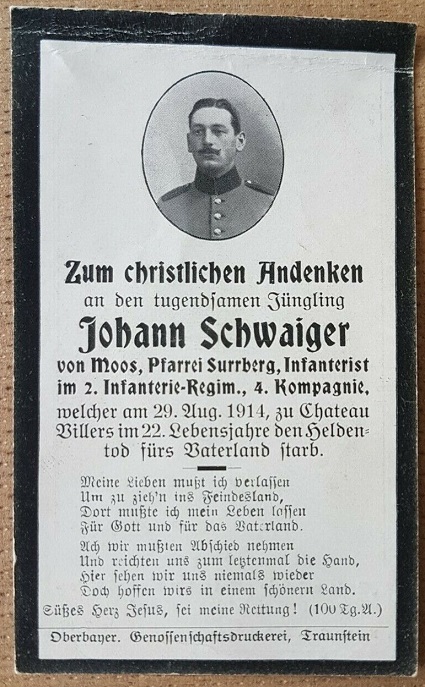 Zum christlichen Andenken
an den tugendsamen Jüngling
Johann Schwaiger
von Moos, Pfarrei Surrberg, Infanterist
im 2. Infanterie-Regim., 4. Kompagnie,
welcher am 29. Aug. 1914, zu Chateau
Villers im 22. Lebensjahre den Helden-
tod fürs Vaterland starb.
Meine Lieben mußt ich verlassen
Um zu zieh'n ins Feindesland,
Dort mußte ich mein Leben lassen
Für Gott und für das Vaterland.
Ach wir mußten Abschied nehmen
Und reichten uns zum letztenmal die Hand,
Hier sehen wir uns niemals wieder
Doch hoffen wirs in einem schönern Land.
Süßes Herz Jesus, sei meine Rettung! (100 Tg. A.)
Oberbayer. Genossenschaftsdruckerei, Traunstein